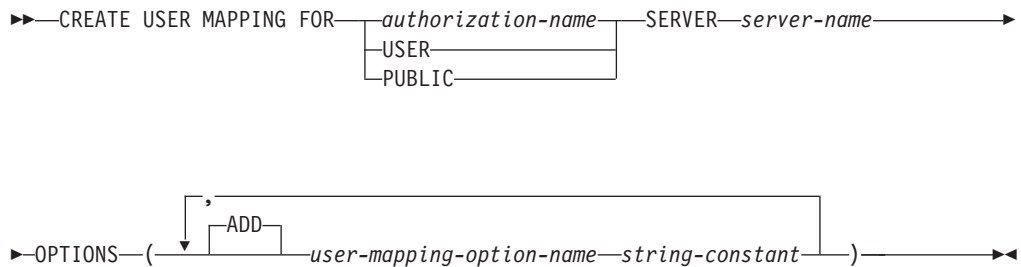 CREATE USER MAPPING FOR authorization-name SERVER server-name
USER
PUBLIC
,
ADD
OPTIONS ( user-mapping-option-name string-constant )